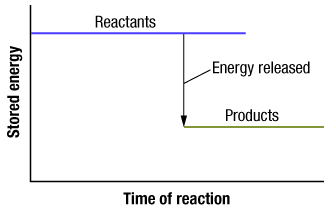 Reactants
Energy released
Products
Stored energy
Time of reaction